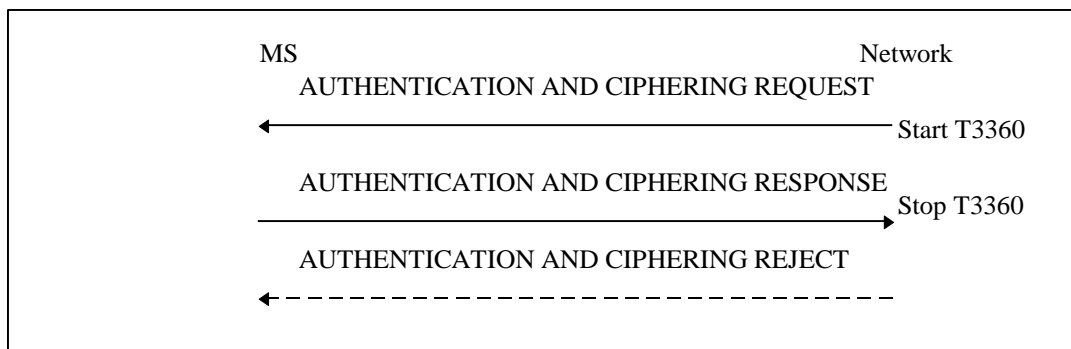 MS Network
AUTHENTICATION AND CIPHERING REQUEST
Start T3360
AUTHENTICATION AND CIPHERING RESPONSE
Stop T3360
AUTHENTICATION AND CIPHERING REJECT